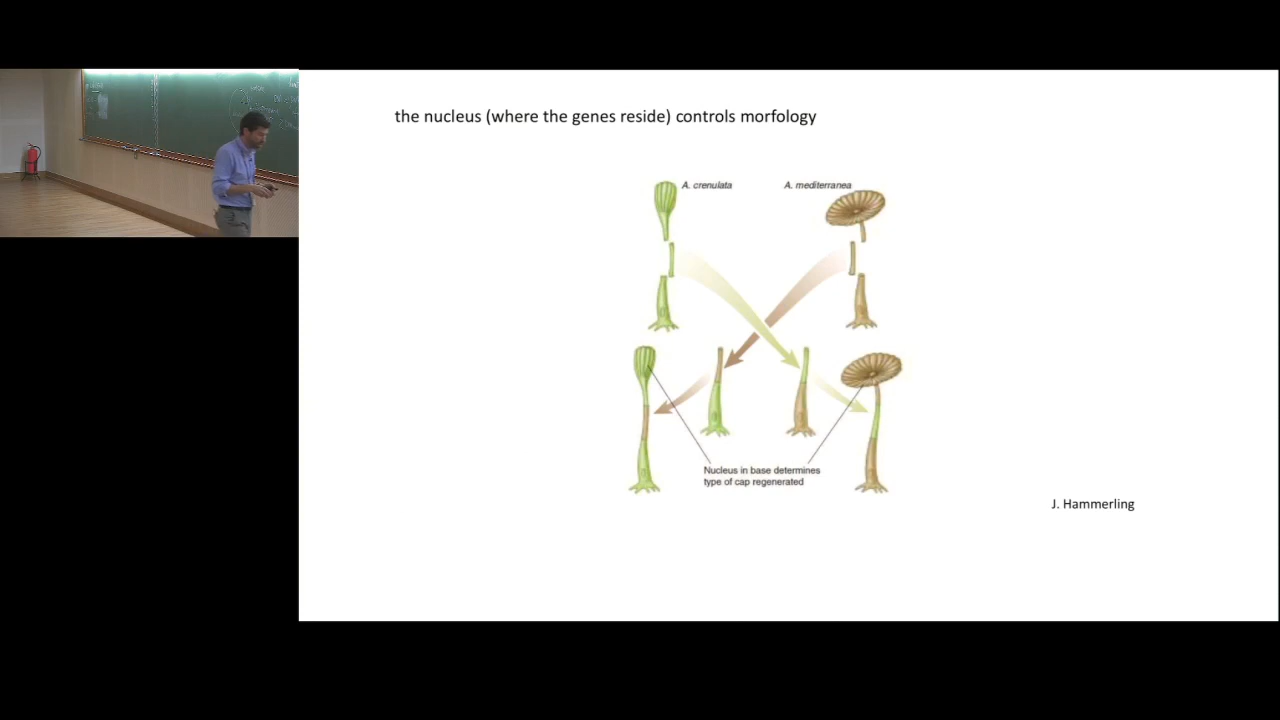 the nucleus (where the genes reside) controls morfology
A. crenulata
A. mediterranea
Nucleus in base determines
type of cap regenerated
J. Hammerling